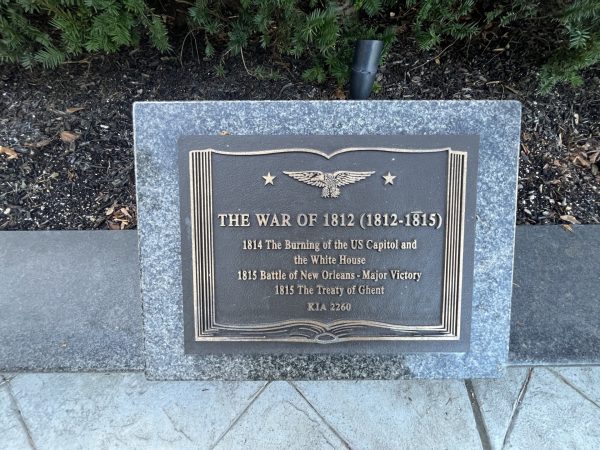 THE WAR OF 1812 (1812-1815)
1814 The Burning of the US Capitol and
the White House
1815 Battle of New Orleans - Major Victory
1815 The Treaty of Ghent
KIA 2260